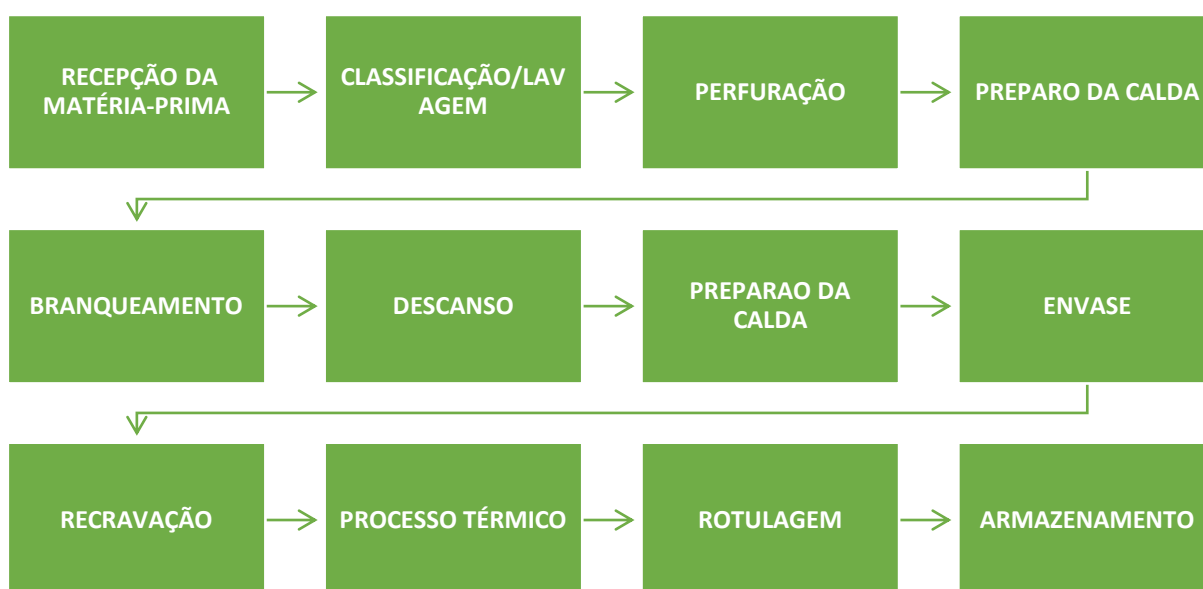 RECEPÇÃO DA
MATÉRIA-PRIMA
CLASSIFICAÇÃO/LAV
AGEM
PERFURAÇÃO
PREPARO DA CALDA
BRANQUEAMENTO
DESCANSO
PREPARAO DA
CALDA
ENVASE
RECRAVAÇÃO
PROCESSO TÉRMICO
ROTULAGEM
ARMAZENAMENTO